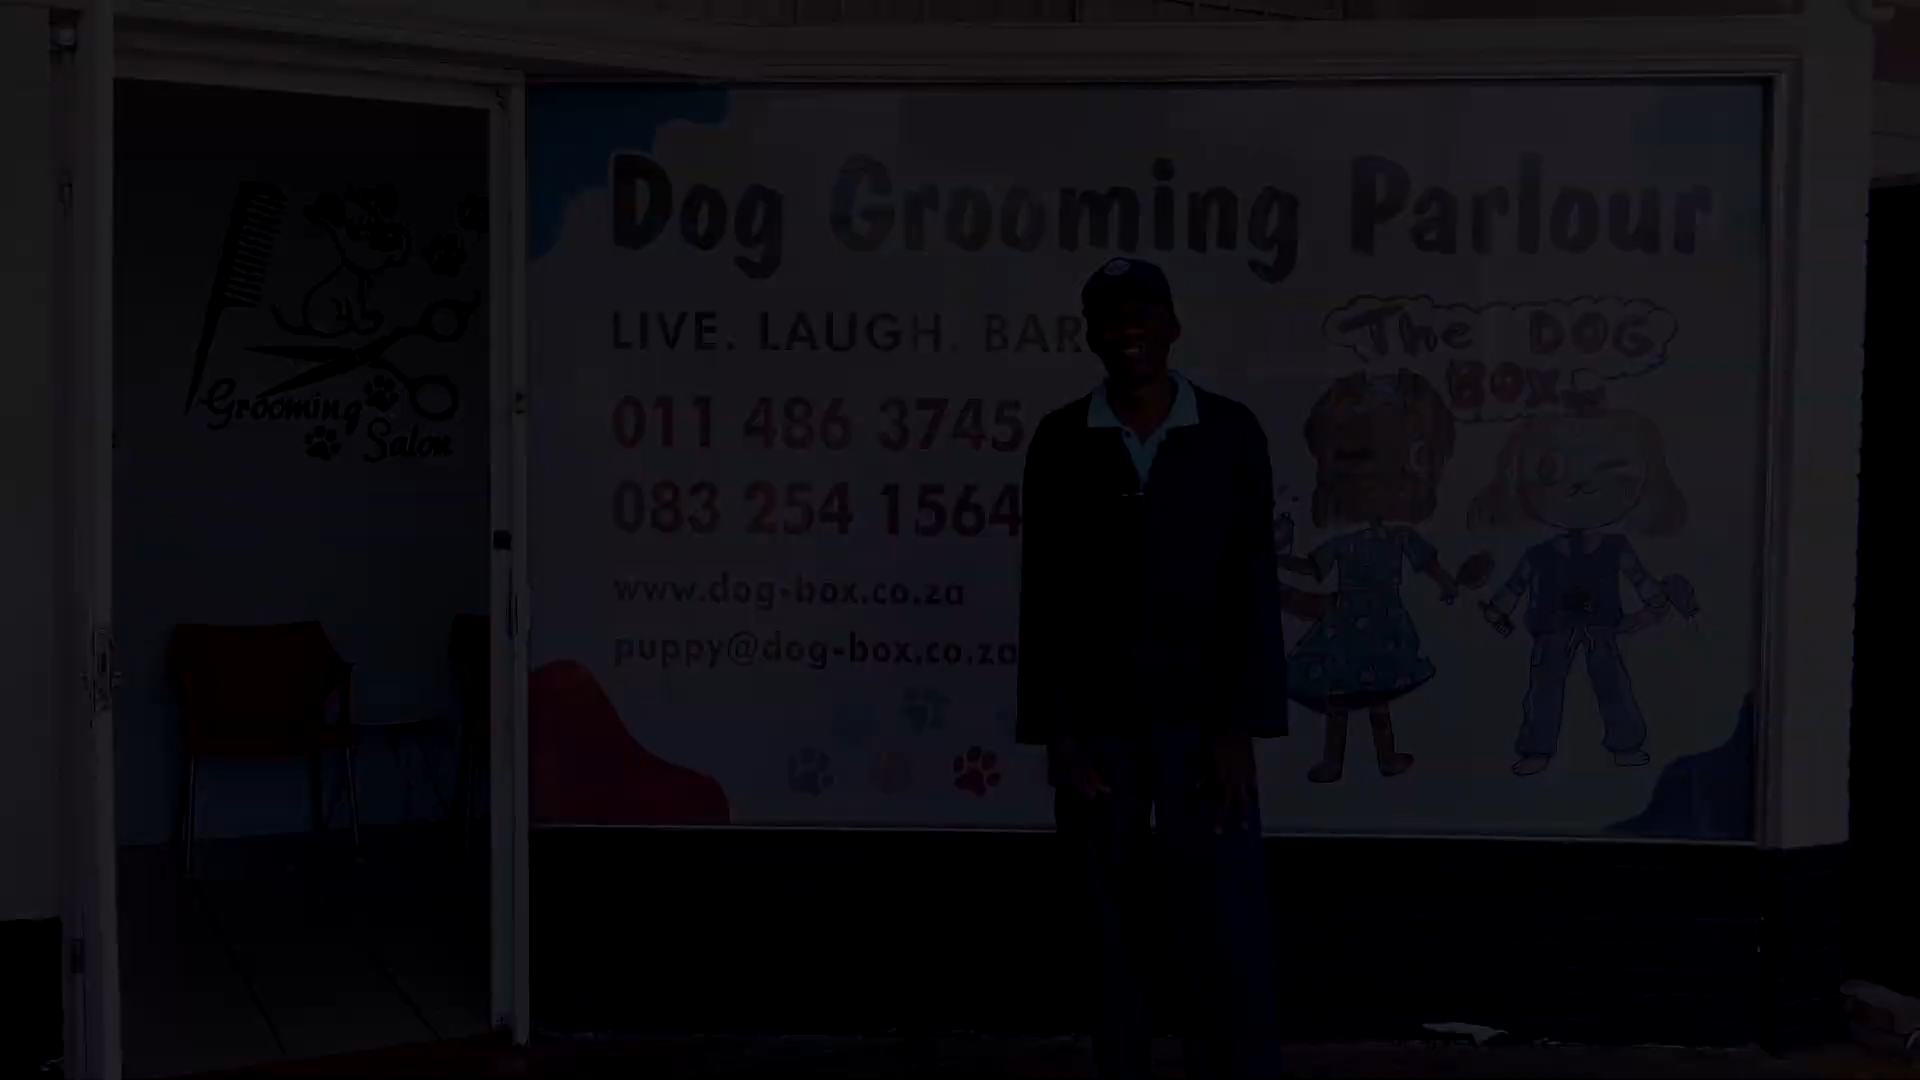 Grooming
Salon
Dog Grooming Parlour
LIVE. LAUGH. BAR
011 486 3745
083 254 1564
www.dog-box.co.za
puppy@dog-box.co.za
The DOG
BOX